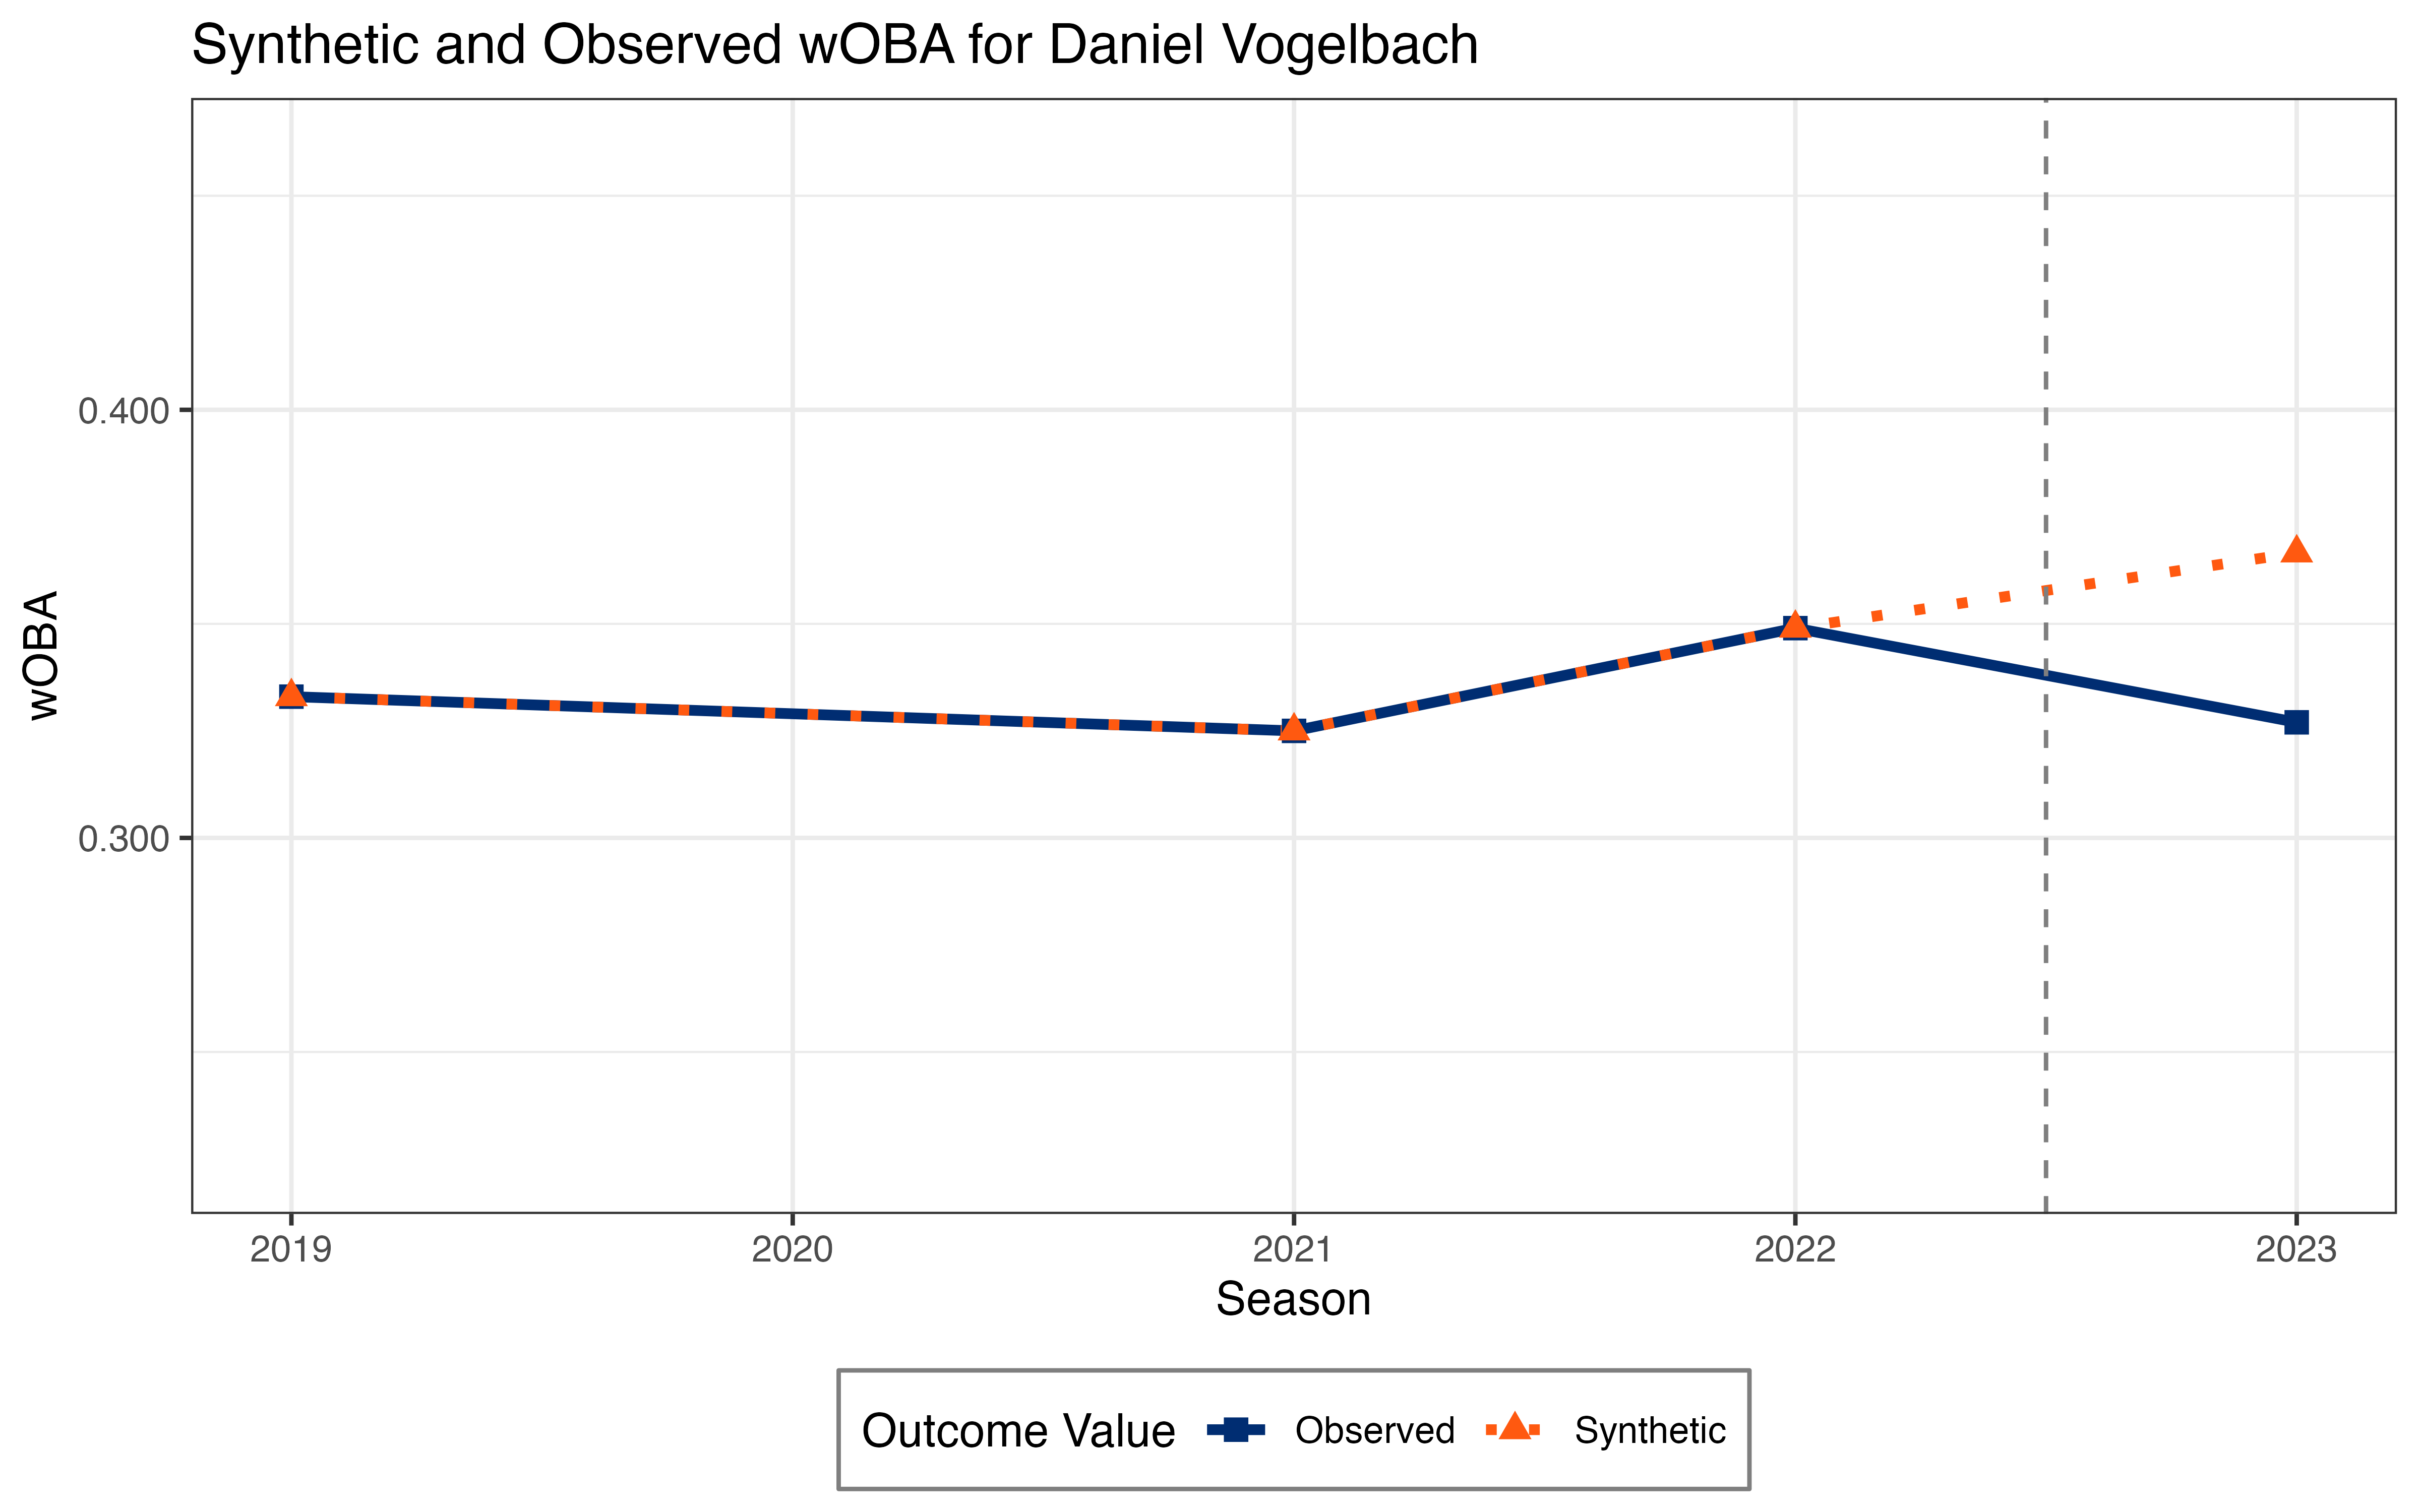 Synthetic and Observed wOBA for Daniel Vogelbach
wOBA
0.400
0.300
2019 2020 2021 2022 2023
Season
Outcome Value Observed Synthetic